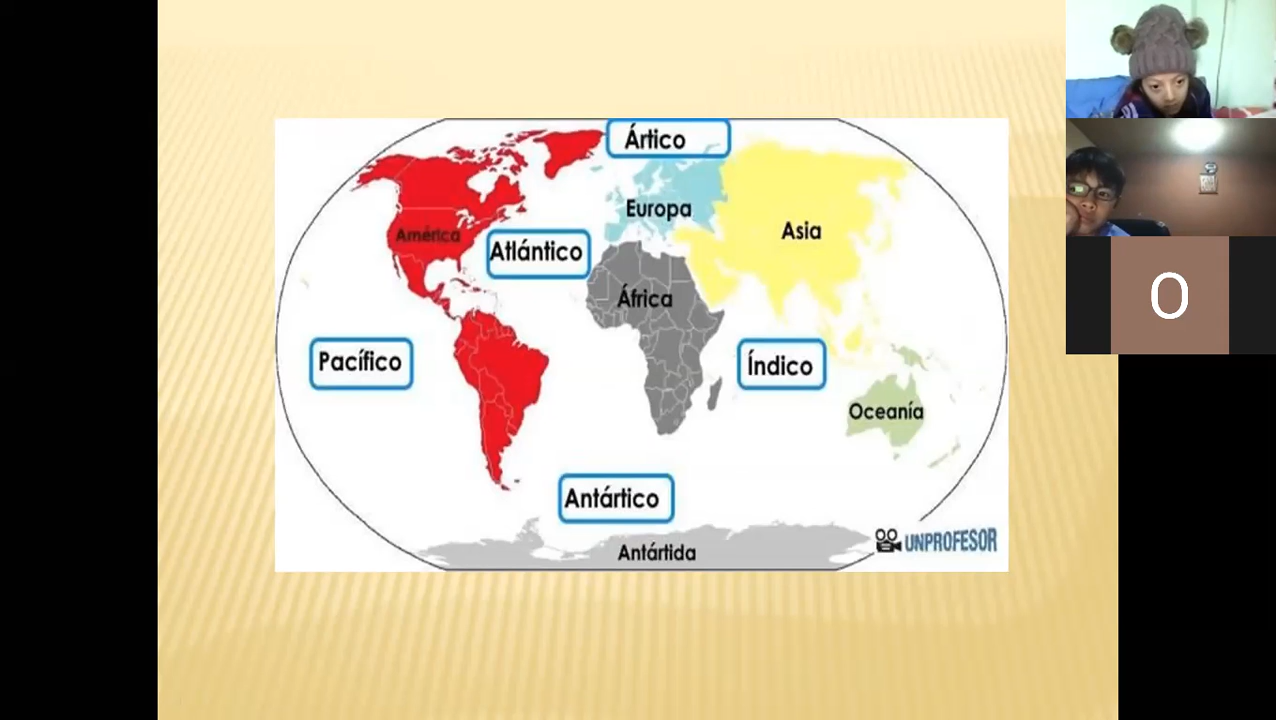 Ártico
Europa
Asia
América
Atlántico
África
Pacífico
Índico
Oceanía
Antártico
UNPROFESOR
Antártida
O